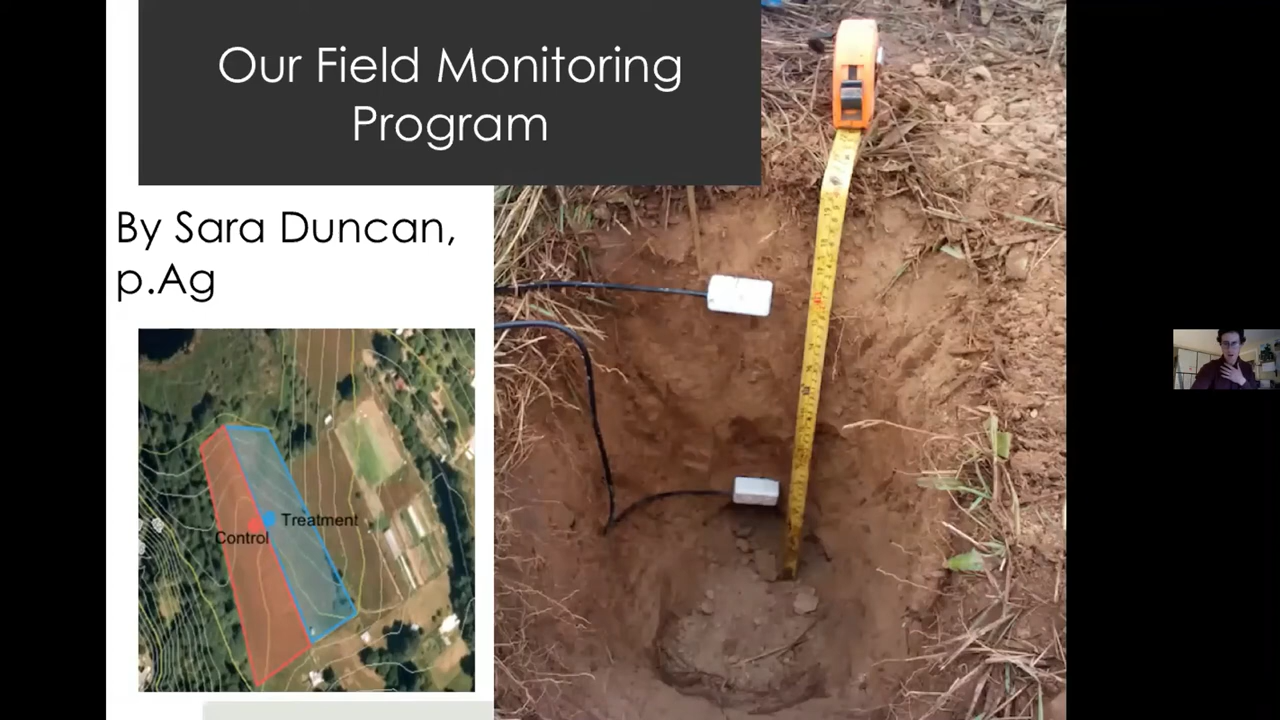 Our Field Monitoring
Program
By Sara Duncan,
p.Ag
Treatment
Control